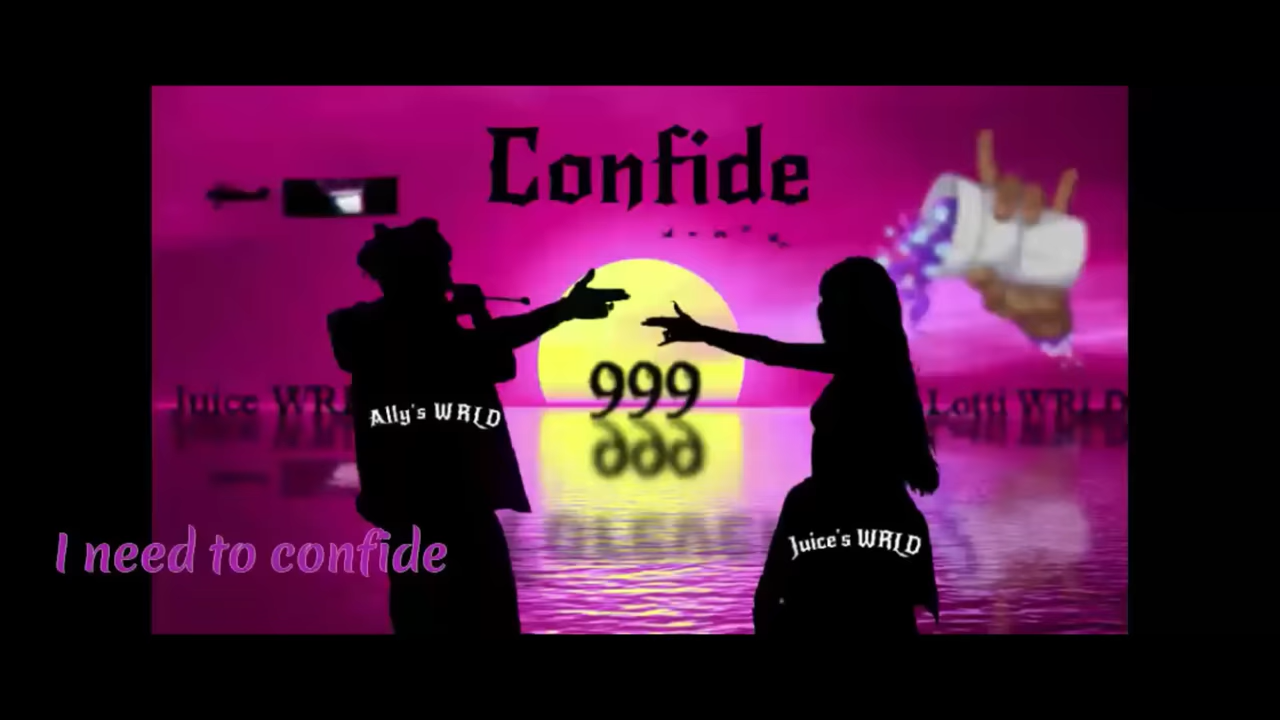 Confide
999
Juice WRL
Ally's WRLD
Lotti WRLD
Juice's WRLD
I need to confide